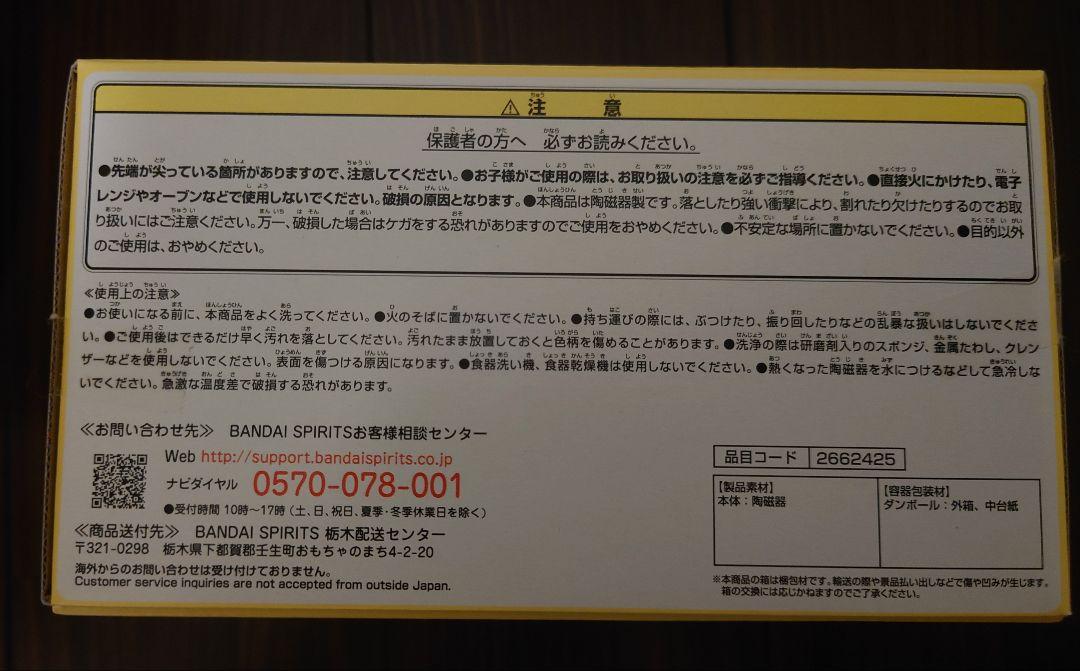 ⚠注 意
保護者の方へ 必ずお読みください。
●先端が尖っている箇所がありますので、注意してください。●お子様がご使用の際は、お取り扱いの注意を必ずご指導ください。●直接火にかけたり、電子
レンジやオーブンなどで使用しないでください。破損の原因となります。●本商品は陶磁器製です。落としたり強い衝撃により、割れたり欠けたりするのでお取
り扱いにはご注意ください。万一、破損した場合はケガをする恐れがありますのでご使用をおやめください。●不安定な場所に置かないでください。●目的以外
のご使用は、おやめください。
≪使用上の注意≫
●お使いになる前に、本商品をよく洗ってください。●火のそばに置かないでください。●持ち運びの際には、ぶつけたり、振り回したりなどの乱暴な扱いはしないでくださ
い。●ご使用後はできるだけ早く汚れを落としてください。汚れたまま放置しておくと色柄を傷めることがあります。●洗浄の際は研磨剤入りのスポンジ、金属たわし、クレン
ザーなどを使用しないでください。表面を傷つける原因になります。●食器洗い機、食器乾燥機は使用しないでください。●熱くなった陶磁器を水につけるなどして急冷しな
いでください。急激な温度差で破損する恐れがあります。
≪お問い合わせ先≫ BANDAI SPIRITSお客様相談センター
Web http://support.bandaispirits.co.jp
ナビダイヤル 0570-078-001
●受付時間 10時〜17時(土、日、祝日、夏季・冬季休業日を除く)
≪商品送付先≫ BANDAI SPIRITS 栃木配送センター
〒321-0298 栃木県下都賀郡壬生町おもちゃのまち4-2-20
海外からのお問い合わせは受け付けておりません。
Customer service inquiries are not accepted from outside Japan.
品目コード 2662425
【製品素材】
本体：陶磁器
【容器包装材】
ダンボール：外箱、中台紙
※本商品の箱は梱包材です。輸送の際や景品払い出しなどで傷や凹みが生じます。
箱の交換には応じかねますのでご了承ください。